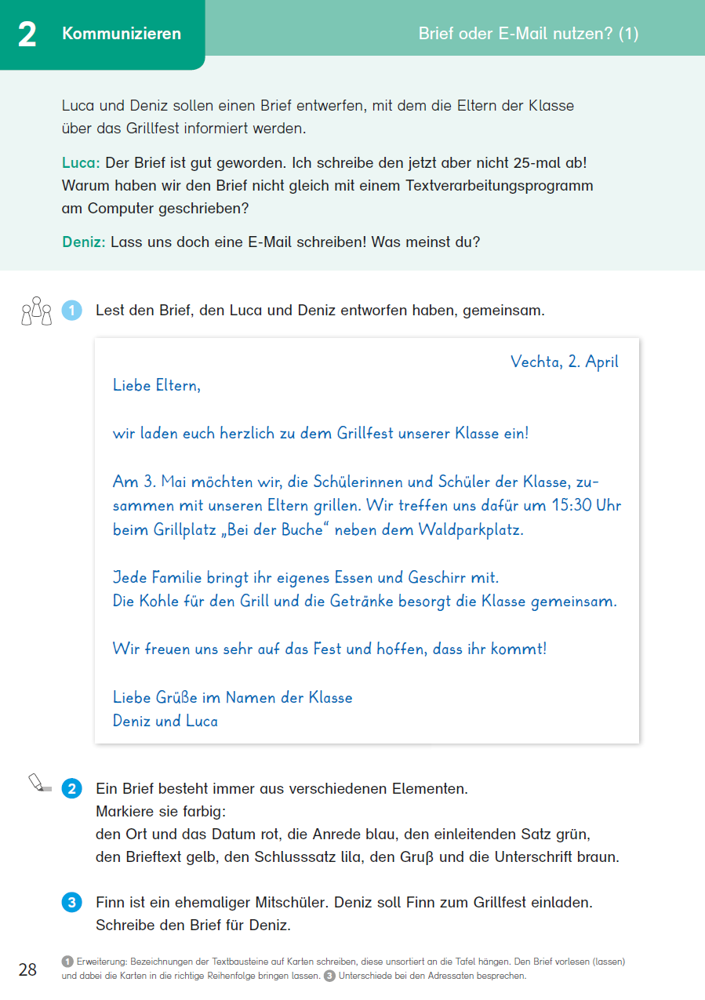 2 Kommunizieren
Brief oder E-Mail nutzen? (1)
Luca und Deniz sollen einen Brief entwerfen, mit dem die Eltern der Klasse
über das Grillfest informiert werden.
Luca: Der Brief ist gut geworden. Ich schreibe den jetzt aber nicht 25-mal ab!
Warum haben wir den Brief nicht gleich mit einem Textverarbeitungsprogramm
am Computer geschrieben?
Deniz: Lass uns doch eine E-Mail schreiben! Was meinst du?
1 Lest den Brief, den Luca und Deniz entworfen haben, gemeinsam.
Vechta, 2. April
Liebe Eltern,
wir laden euch herzlich zu dem Grillfest unserer Klasse ein!
Am 3. Mai möchten wir, die Schülerinnen und Schüler der Klasse, zu-
sammen mit unseren Eltern grillen. Wir treffen uns dafür um 15:30 Uhr
beim Grillplatz „Bei der Buche“ neben dem Waldparkplatz.
Jede Familie bringt ihr eigenes Essen und Geschirr mit.
Die Kohle für den Grill und die Getränke besorgt die Klasse gemeinsam.
Wir freuen uns sehr auf das Fest und hoffen, dass ihr kommt!
Liebe Grüße im Namen der Klasse
Deniz und Luca
2 Ein Brief besteht immer aus verschiedenen Elementen.
Markiere sie farbig:
den Ort und das Datum rot, die Anrede blau, den einleitenden Satz grün,
den Brieftext gelb, den Schlusssatz lila, den Gruß und die Unterschrift braun.
3 Finn ist ein ehemaliger Mitschüler. Deniz soll Finn zum Grillfest einladen.
Schreibe den Brief für Deniz.
1 Erweiterung: Bezeichnungen der Textbausteine auf Karten schreiben, diese unsortiert an die Tafel hängen. Den Brief vorlesen (lassen)
und dabei die Karten in die richtige Reihenfolge bringen lassen. 3 Unterschiede bei den Adressaten besprechen.
28